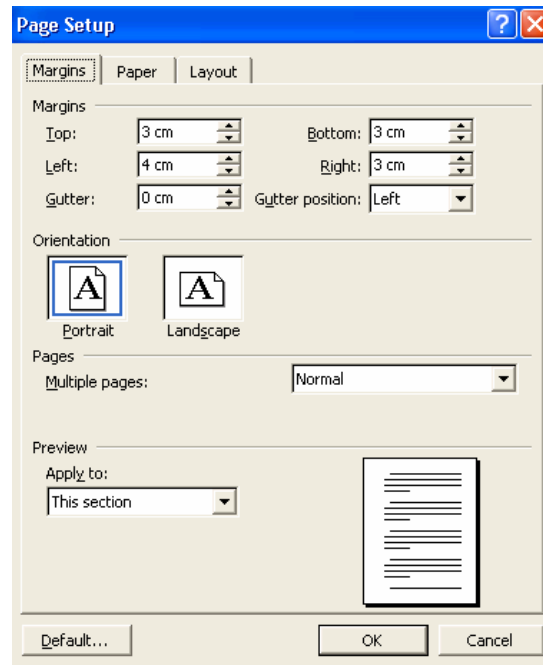 Page Setup
Margins Paper Layout
Margins
Top: 3 cm Bottom: 3 cm
Left: 4 cm Right: 3 cm
Gutter: 0 cm Gutter position: Left
Orientation
A A
Portrait Landscape
Pages
Multiple pages: Normal
Preview
Apply to:
This section
Default... OK Cancel